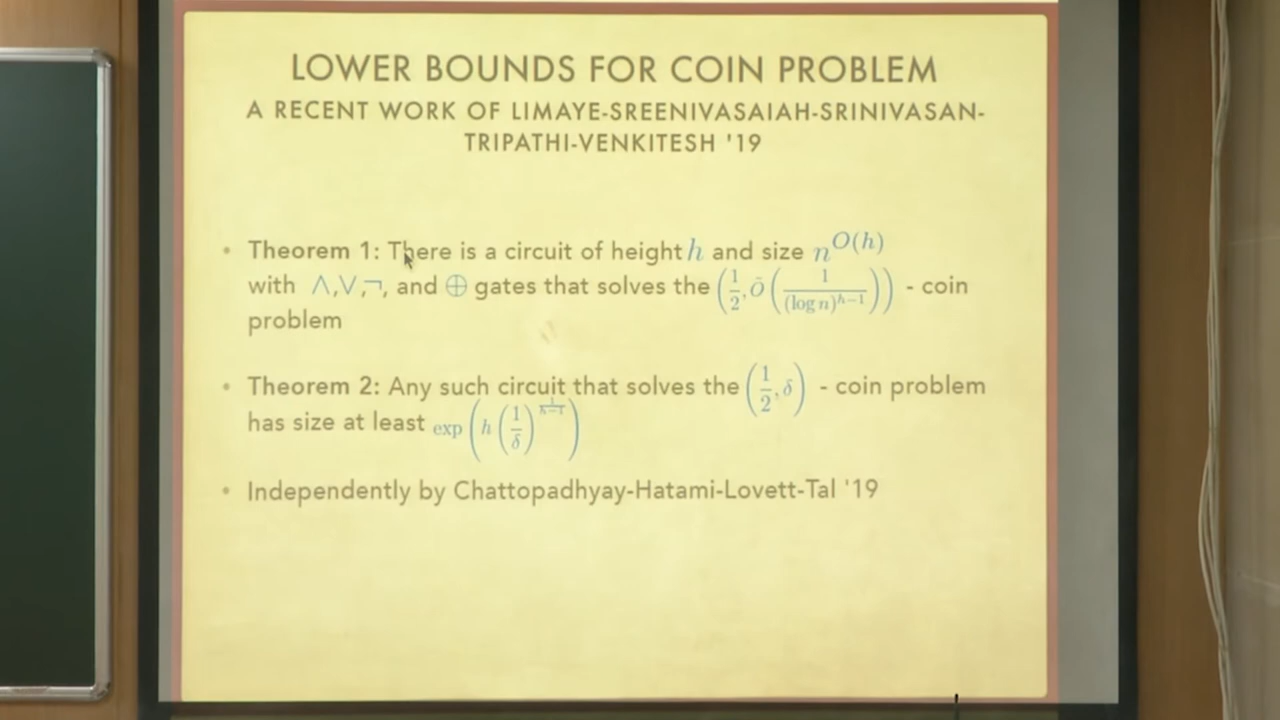 LOWER BOUNDS FOR COIN PROBLEM
A RECENT WORK OF LIMAYE-SREENIVASAIAH-SRINIVASAN-
TRIPATHI-VENKITESH '19
• Theorem 1: There is a circuit of height h and size n^{O(h)}
with ∧,∨,¬, and ⊕ gates that solves the (1/2, Õ(1/(log n)^{h-1})) - coin
problem
• Theorem 2: Any such circuit that solves the (1/2, δ) - coin problem
has size at least exp(h(1/δ)^{1/(h-1)})
• Independently by Chattopadhyay-Hatami-Lovett-Tal '19